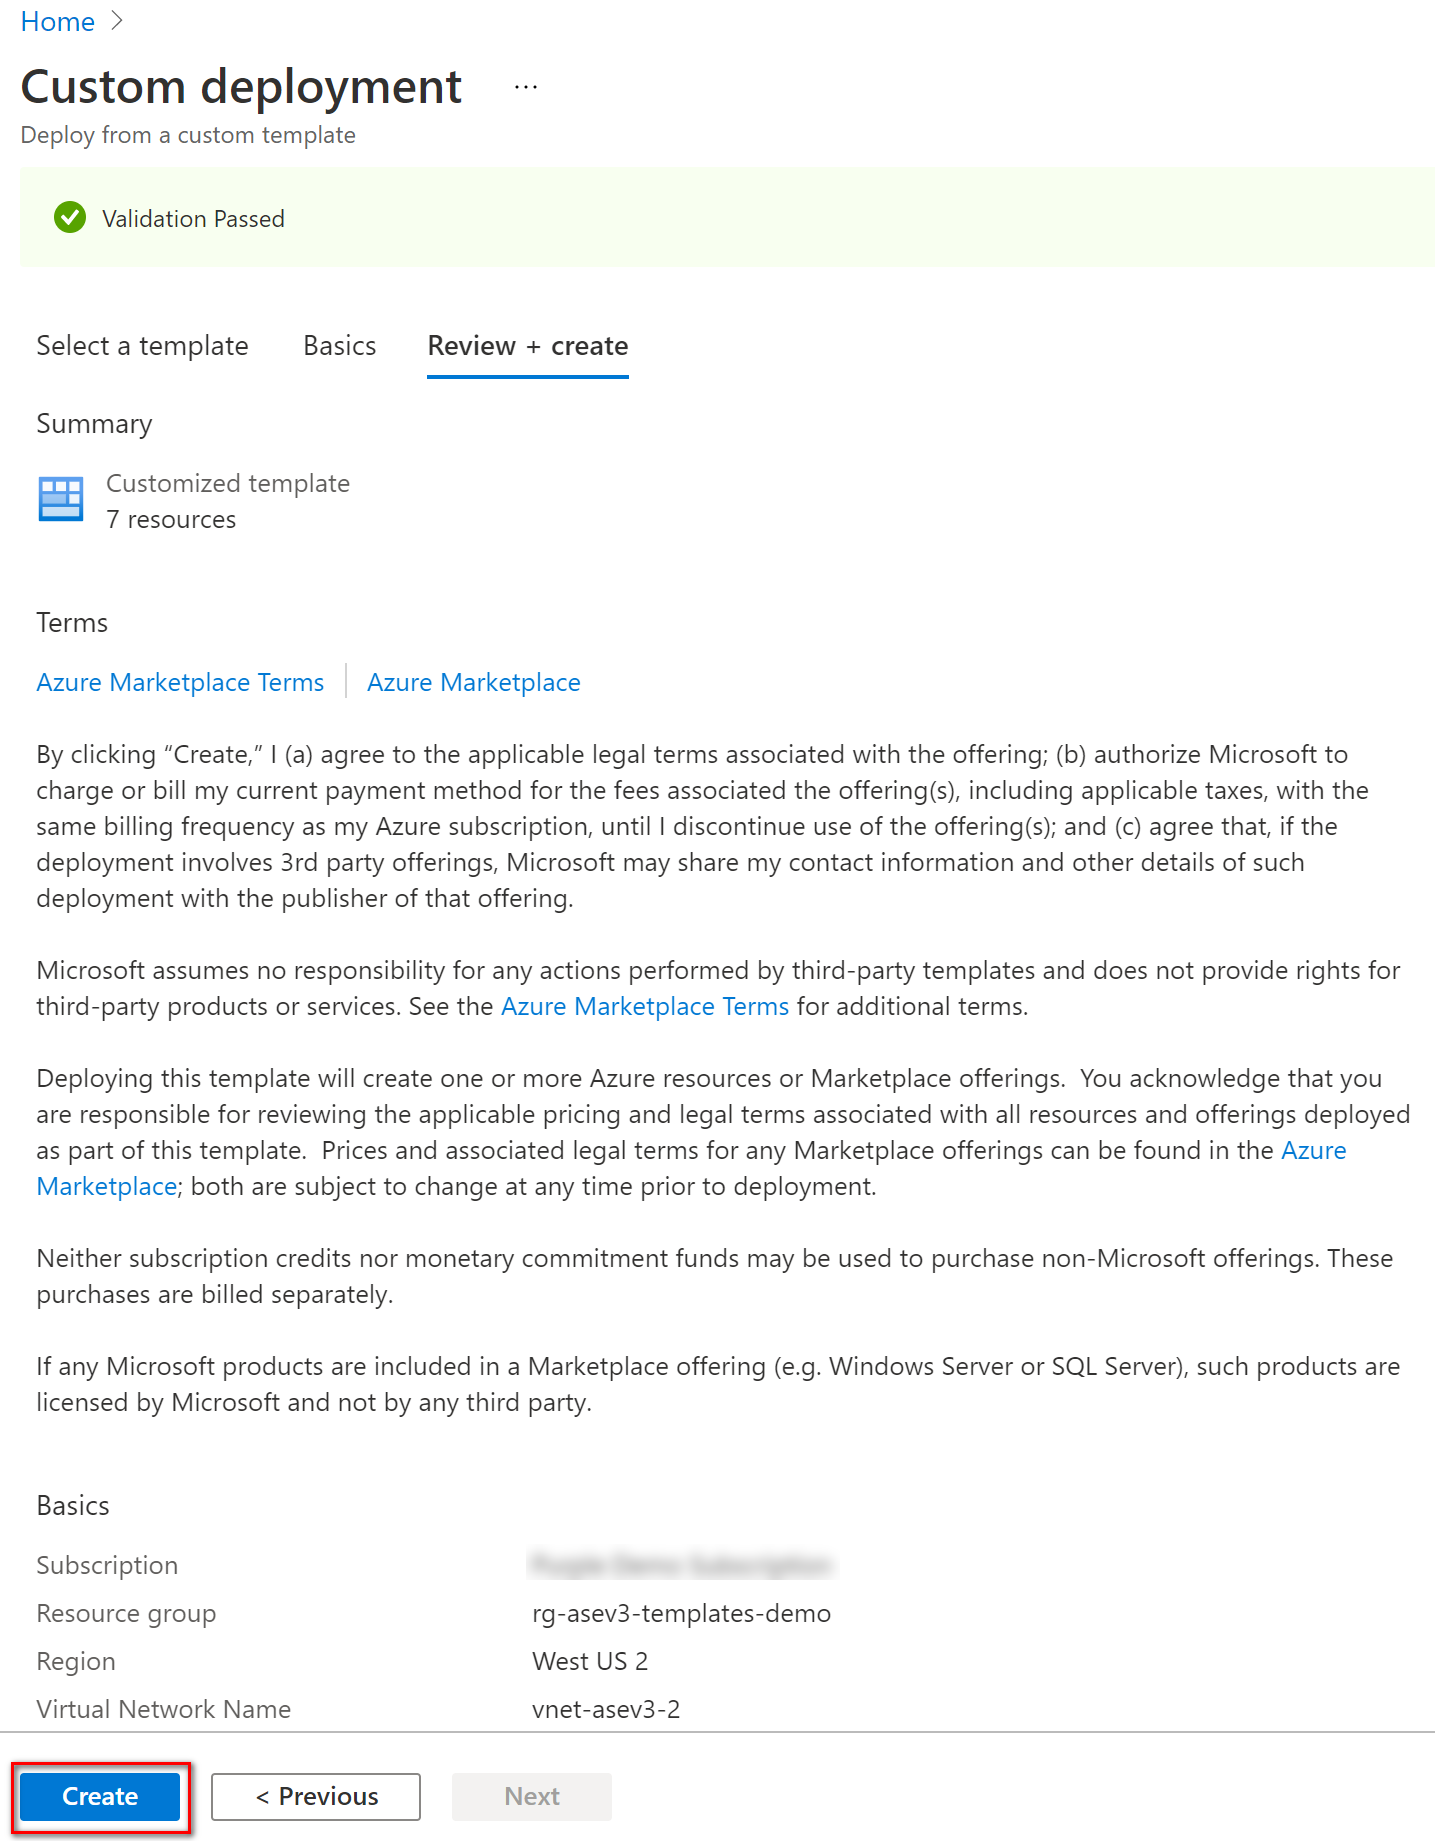 Home >
Custom deployment ...
Deploy from a custom template
Validation Passed
Select a template Basics Review + create
Summary
Customized template
7 resources
Terms
Azure Marketplace Terms Azure Marketplace
By clicking “Create,” I (a) agree to the applicable legal terms associated with the offering; (b) authorize Microsoft to
charge or bill my current payment method for the fees associated the offering(s), including applicable taxes, with the
same billing frequency as my Azure subscription, until I discontinue use of the offering(s); and (c) agree that, if the
deployment involves 3rd party offerings, Microsoft may share my contact information and other details of such
deployment with the publisher of that offering.
Microsoft assumes no responsibility for any actions performed by third-party templates and does not provide rights for
third-party products or services. See the Azure Marketplace Terms for additional terms.
Deploying this template will create one or more Azure resources or Marketplace offerings.  You acknowledge that you
are responsible for reviewing the applicable pricing and legal terms associated with all resources and offerings deployed
as part of this template.  Prices and associated legal terms for any Marketplace offerings can be found in the Azure
Marketplace; both are subject to change at any time prior to deployment.
Neither subscription credits nor monetary commitment funds may be used to purchase non-Microsoft offerings. These
purchases are billed separately.
If any Microsoft products are included in a Marketplace offering (e.g. Windows Server or SQL Server), such products are
licensed by Microsoft and not by any third party.
Basics
Subscription
Resource group rg-asev3-templates-demo
Region West US 2
Virtual Network Name vnet-asev3-2
Create < Previous Next